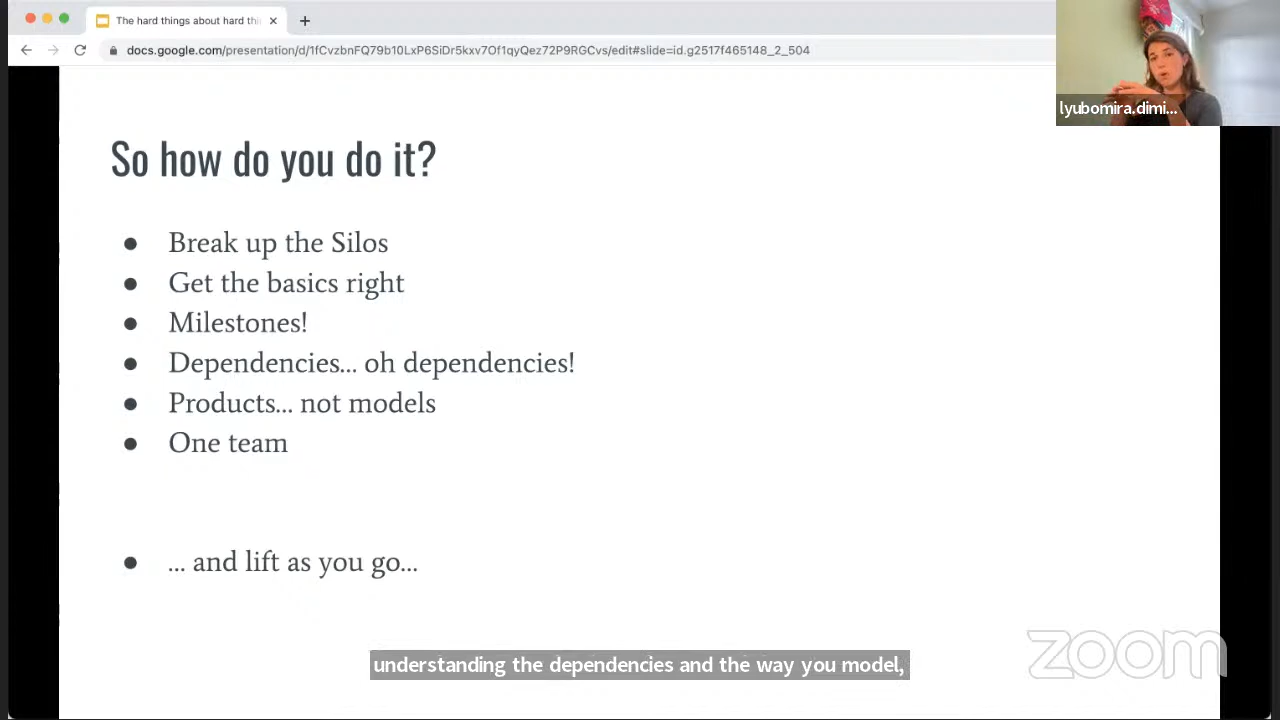 The hard things about hard thi
docs.google.com/presentation/d/1fCvzbnFQ79b10LxP6SiDr5kxv7Of1qyQez72P9RGCvs/edit#slide=id.g2517f465148_2_504
lyubomira.dimi...
So how do you do it?
● Break up the Silos
● Get the basics right
● Milestones!
● Dependencies... oh dependencies!
● Products... not models
● One team
● ... and lift as you go...
understanding the dependencies and the way you model,
zoom